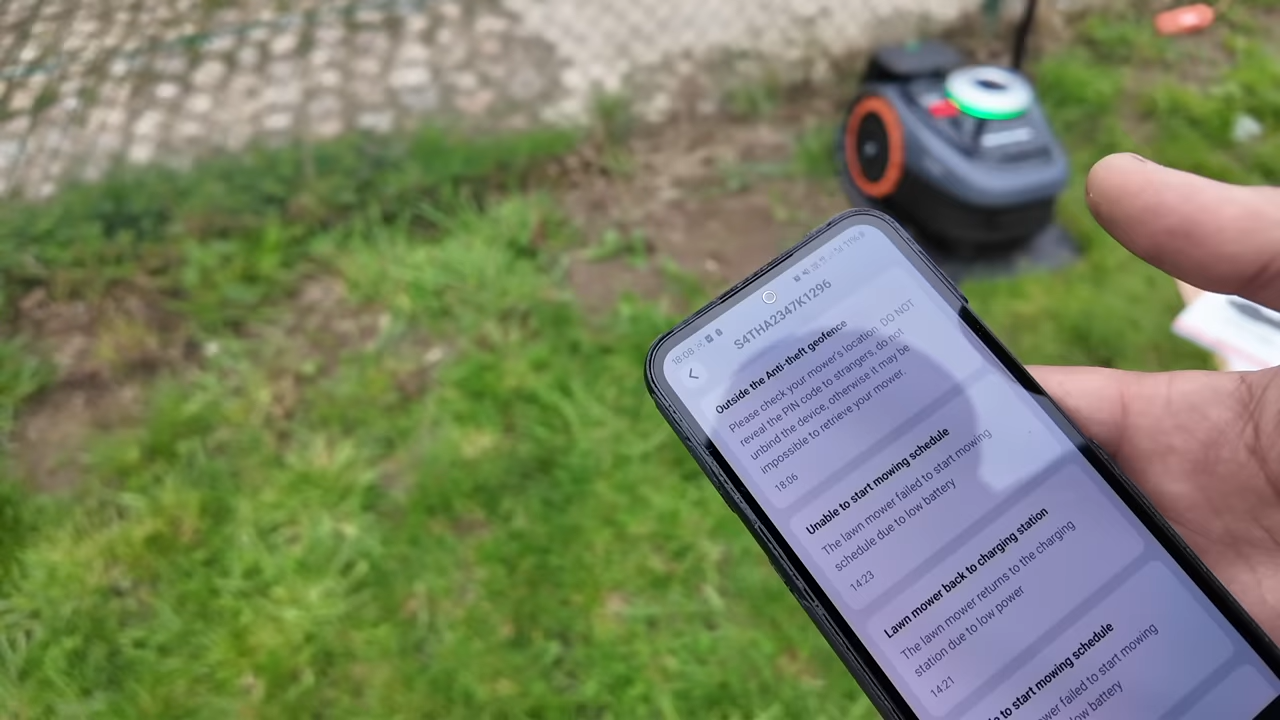 18:08
11%
S4THA2347K1296
Outside the Anti-theft geofence
Please check your mower's location DO NOT
reveal the PIN code to strangers, do not
unbind the device, otherwise it may be
impossible to retrieve your mower.
18:06
Unable to start mowing schedule
The lawn mower failed to start mowing
schedule due to low battery
14:23
Lawn mower back to charging station
The lawn mower returns to the charging
station due to low power
14:21
to start mowing schedule
mower failed to start mowing
low battery